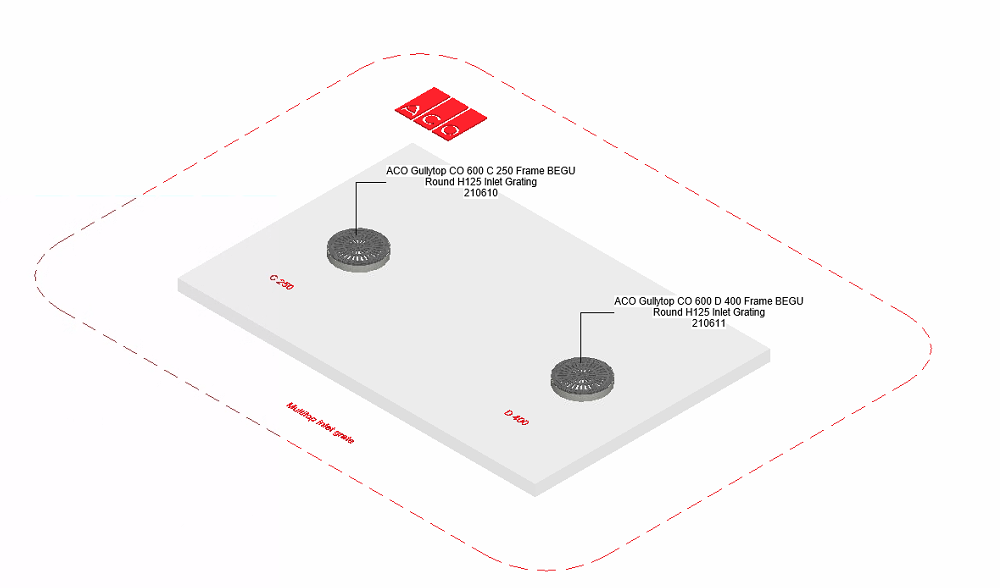 ACO
ACO Gullytop CO 600 C 250 Frame BEGU
Round H125 Inlet Grating
210610
C 250
ACO Gullytop CO 600 D 400 Frame BEGU
Round H125 Inlet Grating
210611
D 400
Multitop Inlet grate